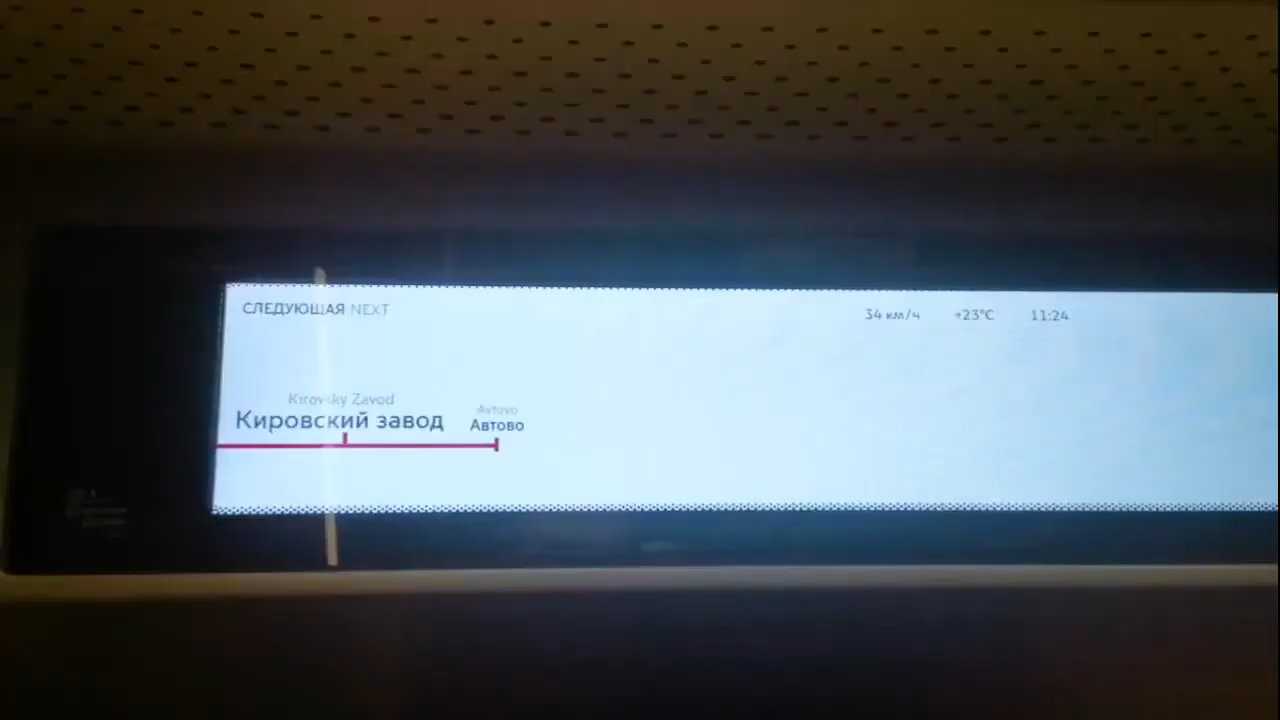 СЛЕДУЮЩАЯ NEXT
34 км/ч +23°C 11:24
Kirovsky Zavod
Кировский завод
Avtovo
Автово